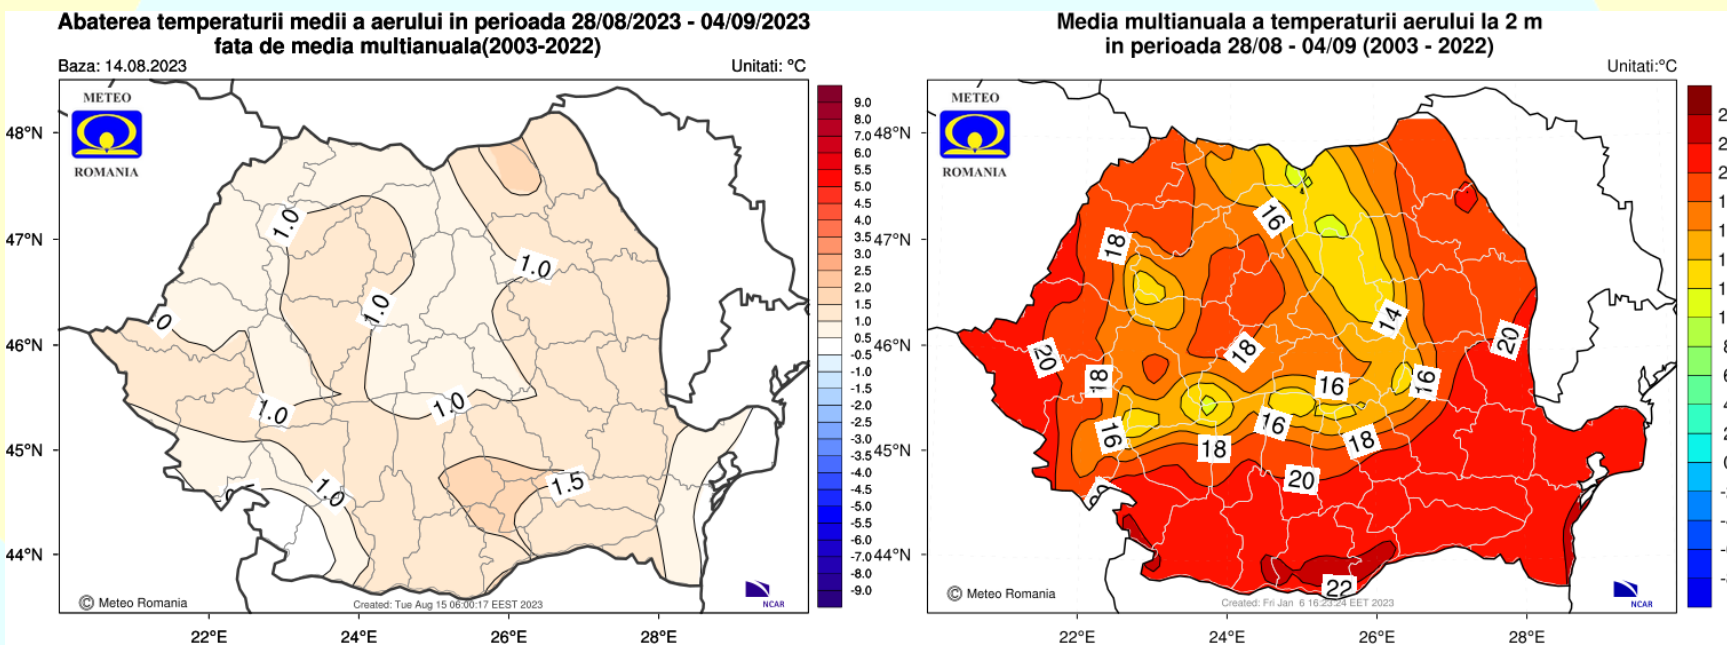 Abaterea temperaturii medii a aerului in perioada 28/08/2023 - 04/09/2023
fata de media multianuala(2003-2022)
Baza: 14.08.2023
Unitati: °C
METEO
ROMANIA
48°N
47°N
46°N
45°N
44°N
1.0
1.0
1.0
1.0
1.0
1.0
1.5
9.0
8.0
7.0
6.0
5.5
5.0
4.5
4.0
3.5
3.0
2.5
2.0
1.5
1.0
0.5
-0.5
-1.0
-1.5
-2.0
-2.5
-3.0
-3.5
-4.0
-4.5
-5.0
-5.5
-6.0
-7.0
-8.0
-9.0
© Meteo Romania
Created: Tue Aug 15 06:00:17 EEST 2023
NCAR
22°E
24°E
26°E
28°E
Media multianuala a temperaturii aerului la 2 m
in perioada 28/08 - 04/09 (2003 - 2022)
Unitati:°C
METEO
ROMANIA
48°N
47°N
46°N
45°N
44°N
16
18
14
20
18
20
18
16
16
16
16
18
18
20
22
© Meteo Romania
Created: Fri Jan 6 16:23:24 EET 2023
NCAR
22°E
24°E
26°E
28°E